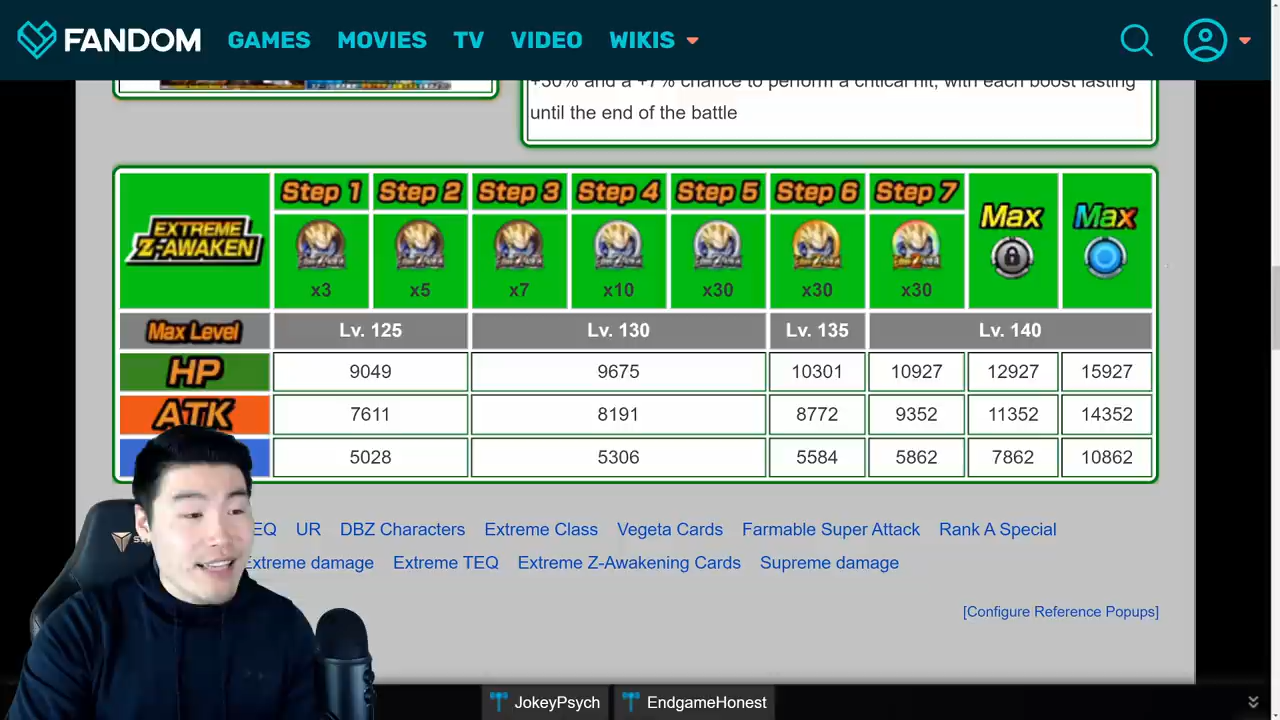 FANDOM GAMES MOVIES TV VIDEO WIKIS
+30% and a +7% chance to perform a critical hit, with each boost lasting
until the end of the battle
EXTREME Z-AWAKEN
Step 1 Step 2 Step 3 Step 4 Step 5 Step 6 Step 7 Max Max
x3 x5 x7 x10 x30 x30 x30
Max Level Lv. 125 Lv. 130 Lv. 135 Lv. 140
HP 9049 9675 10301 10927 12927 15927
ATK 7611 8191 8772 9352 11352 14352
5028 5306 5584 5862 7862 10862
EQ UR DBZ Characters Extreme Class Vegeta Cards Farmable Super Attack Rank A Special
Extreme damage Extreme TEQ Extreme Z-Awakening Cards Supreme damage
[Configure Reference Popups]
JokeyPsych EndgameHonest